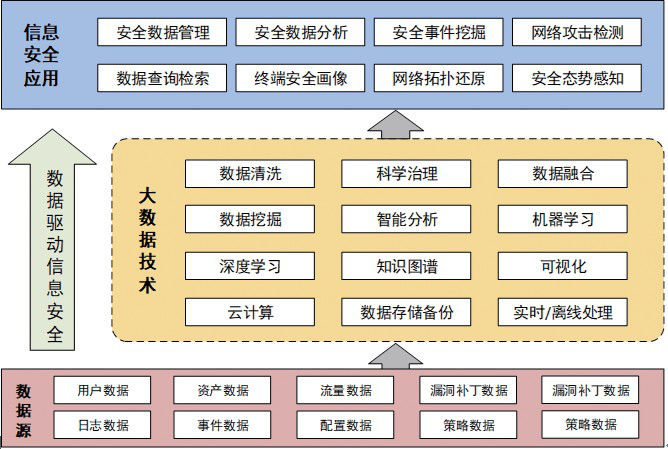 信息
安全
应用
安全数据管理 安全数据分析 安全事件挖掘 网络攻击检测
数据查询检索 终端安全画像 网络拓扑还原 安全态势感知
数据驱动信息安全
大数据技术
数据清洗 科学治理 数据融合
数据挖掘 智能分析 机器学习
深度学习 知识图谱 可视化
云计算 数据存储备份 实时/离线处理
数据源
用户数据 资产数据 流量数据 漏洞补丁数据 漏洞补丁数据
日志数据 事件数据 配置数据 策略数据 策略数据